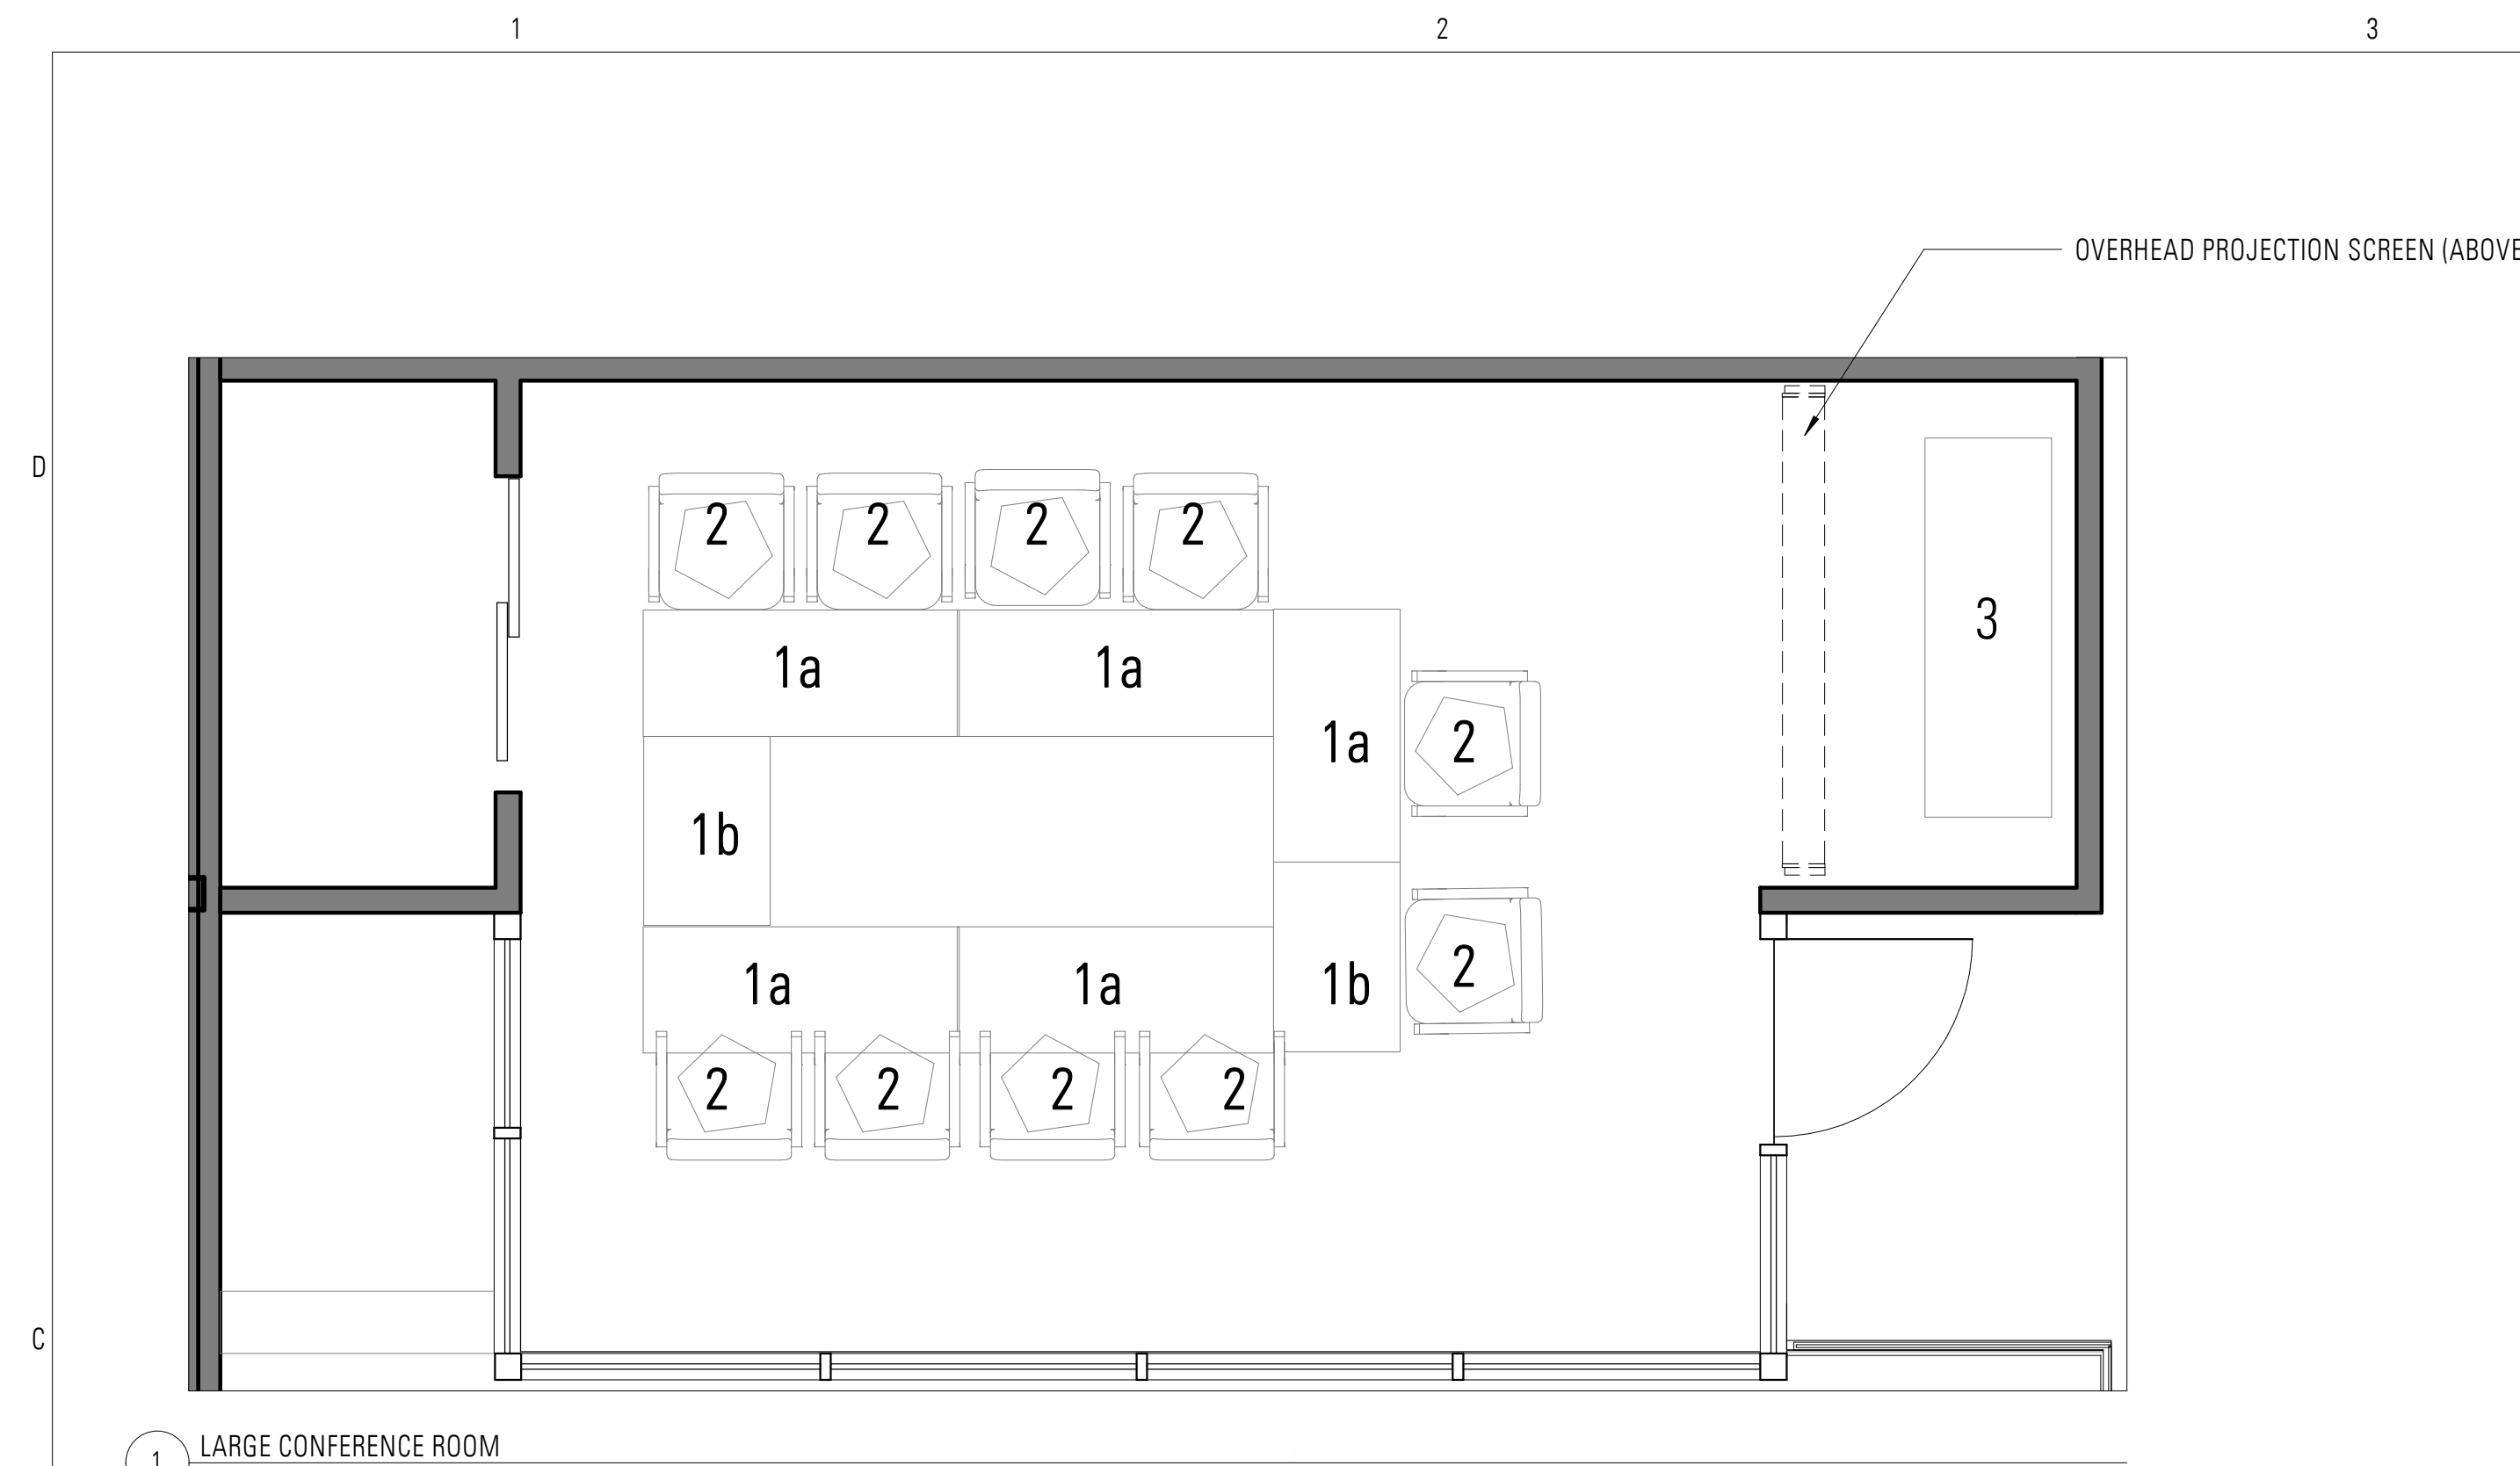 1 2 3
OVERHEAD PROJECTION SCREEN (ABOVE
D
2 2 2 2
3
1a 1a
1a 2
1b
2
1a 1a 1b
2 2 2 2
C
LARGE CONFERENCE ROOM
1